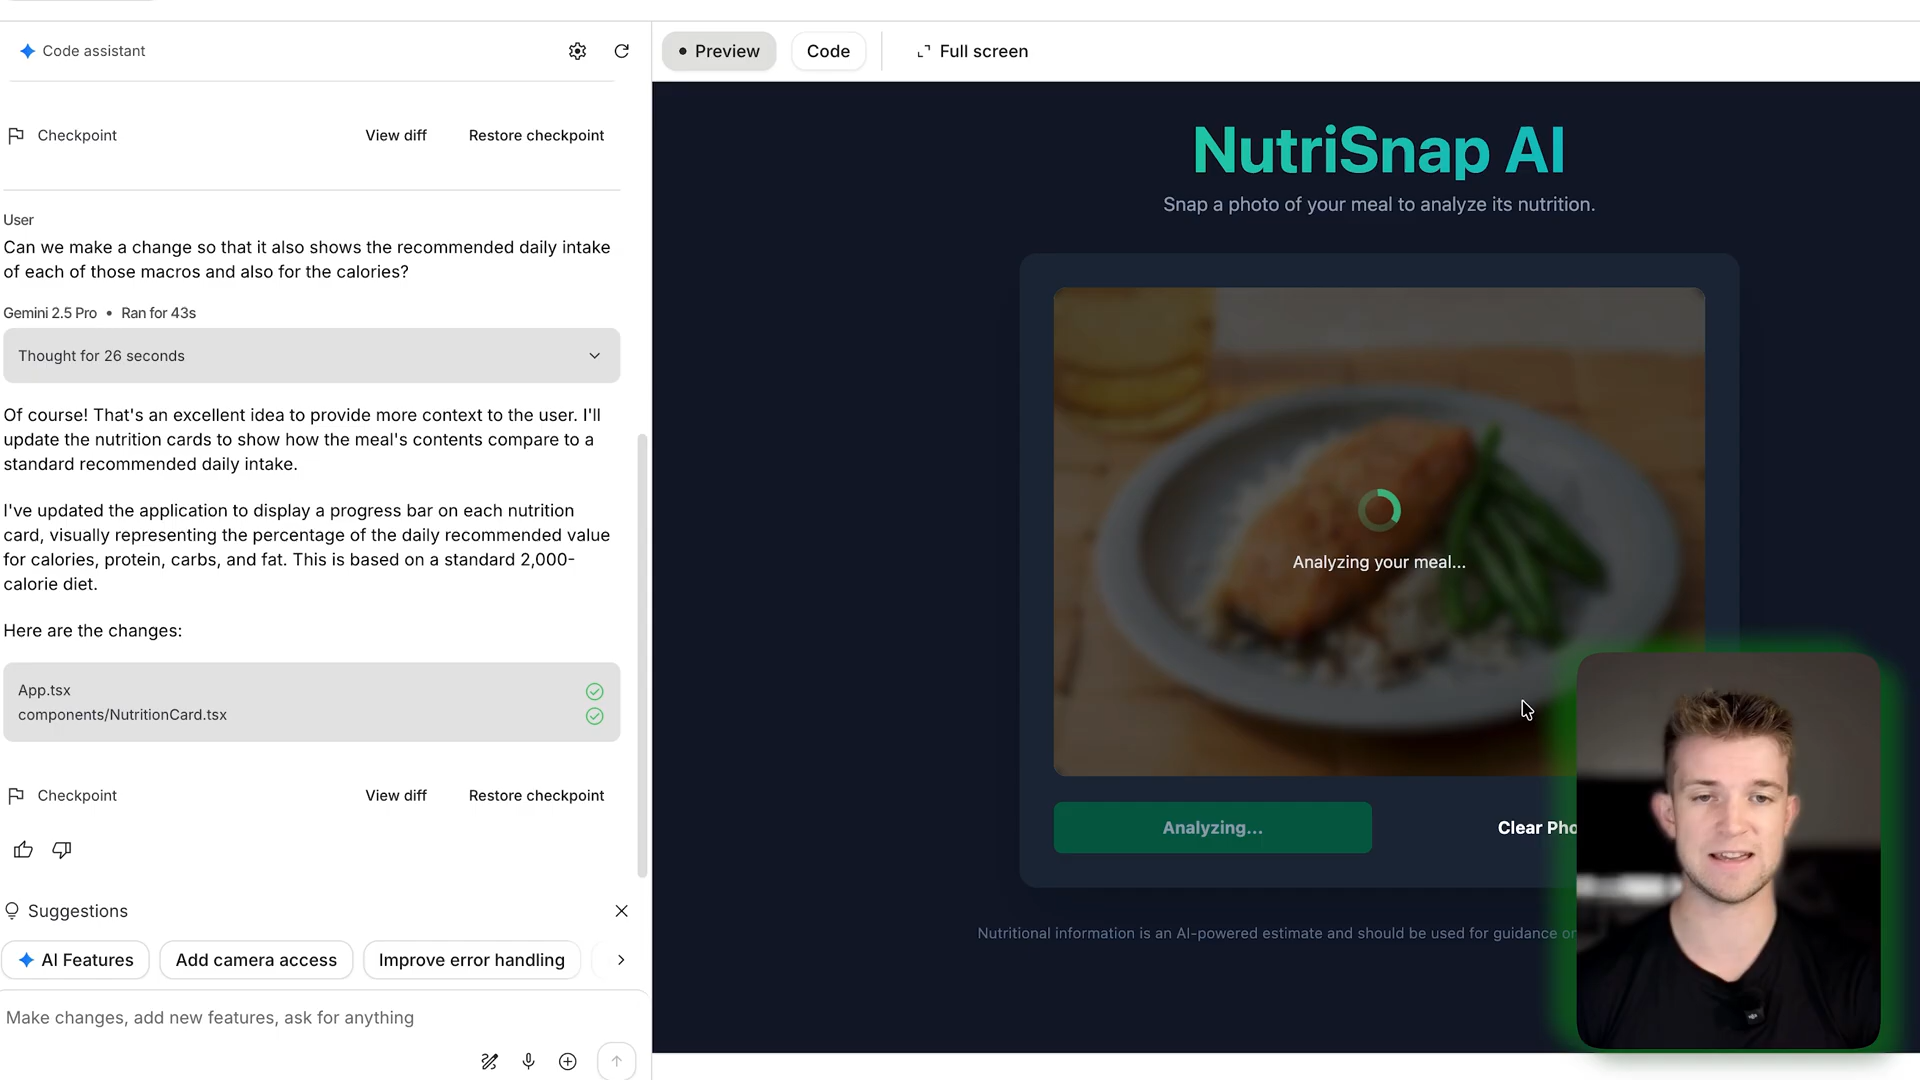 Code assistant
Preview
Code
Full screen
Checkpoint
View diff
Restore checkpoint
User
Can we make a change so that it also shows the recommended daily intake
of each of those macros and also for the calories?
Gemini 2.5 Pro • Ran for 43s
Thought for 26 seconds
Of course! That's an excellent idea to provide more context to the user. I'll
update the nutrition cards to show how the meal's contents compare to a
standard recommended daily intake.
I've updated the application to display a progress bar on each nutrition
card, visually representing the percentage of the daily recommended value
for calories, protein, carbs, and fat. This is based on a standard 2,000-
calorie diet.
Here are the changes:
App.tsx
components/NutritionCard.tsx
Checkpoint
View diff
Restore checkpoint
Suggestions
AI Features
Add camera access
Improve error handling
Make changes, add new features, ask for anything
NutriSnap AI
Snap a photo of your meal to analyze its nutrition.
Analyzing your meal...
Analyzing...
Clear Pho
Nutritional information is an AI-powered estimate and should be used for guidance